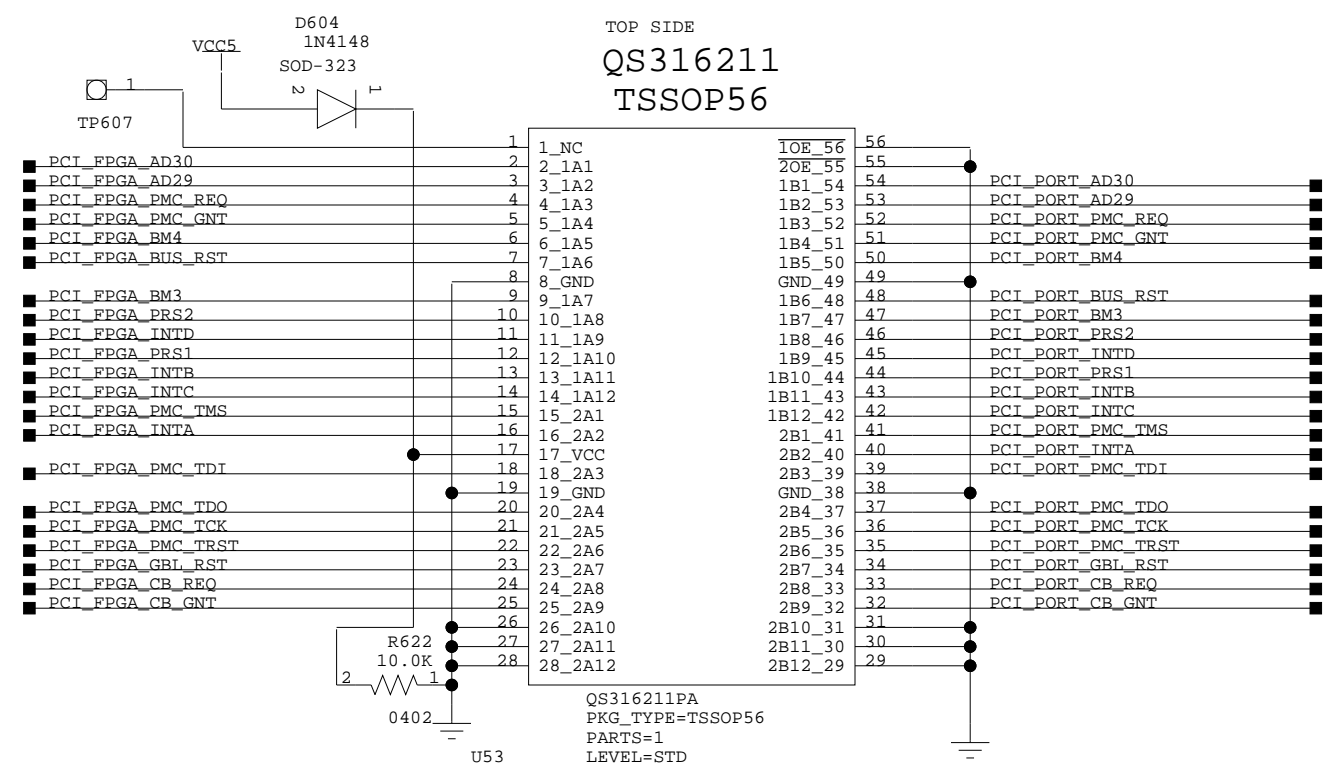 D604
1N4148
SOD-323
VCC5
2
1
1
TP607
TOP SIDE
QS316211
TSSOP56
1 1_NC 1OE_56 56
PCI_FPGA_AD30 2 2_1A1 2OE_55 55
PCI_FPGA_AD29 3 3_1A2 1B1_54 54 PCI_PORT_AD30
PCI_FPGA_PMC_REQ 4 4_1A3 1B2_53 53 PCI_PORT_AD29
PCI_FPGA_PMC_GNT 5 5_1A4 1B3_52 52 PCI_PORT_PMC_REQ
PCI_FPGA_BM4 6 6_1A5 1B4_51 51 PCI_PORT_PMC_GNT
PCI_FPGA_BUS_RST 7 7_1A6 1B5_50 50 PCI_PORT_BM4
8 8_GND GND_49 49
PCI_FPGA_BM3 9 9_1A7 1B6_48 48 PCI_PORT_BUS_RST
PCI_FPGA_PRS2 10 10_1A8 1B7_47 47 PCI_PORT_BM3
PCI_FPGA_INTD 11 11_1A9 1B8_46 46 PCI_PORT_PRS2
PCI_FPGA_PRS1 12 12_1A10 1B9_45 45 PCI_PORT_INTD
PCI_FPGA_INTB 13 13_1A11 1B10_44 44 PCI_PORT_PRS1
PCI_FPGA_INTC 14 14_1A12 1B11_43 43 PCI_PORT_INTB
PCI_FPGA_PMC_TMS 15 15_2A1 1B12_42 42 PCI_PORT_INTC
PCI_FPGA_INTA 16 16_2A2 2B1_41 41 PCI_PORT_PMC_TMS
17 17_VCC 2B2_40 40 PCI_PORT_INTA
PCI_FPGA_PMC_TDI 18 18_2A3 2B3_39 39 PCI_PORT_PMC_TDI
19 19_GND GND_38 38
PCI_FPGA_PMC_TDO 20 20_2A4 2B4_37 37 PCI_PORT_PMC_TDO
PCI_FPGA_PMC_TCK 21 21_2A5 2B5_36 36 PCI_PORT_PMC_TCK
PCI_FPGA_PMC_TRST 22 22_2A6 2B6_35 35 PCI_PORT_PMC_TRST
PCI_FPGA_GBL_RST 23 23_2A7 2B7_34 34 PCI_PORT_GBL_RST
PCI_FPGA_CB_REQ 24 24_2A8 2B8_33 33 PCI_PORT_CB_REQ
PCI_FPGA_CB_GNT 25 25_2A9 2B9_32 32 PCI_PORT_CB_GNT
26 26_2A10 2B10_31 31
27 27_2A11 2B11_30 30
28 28_2A12 2B12_29 29
R622
10.0K
2 1
0402
U53
QS316211PA
PKG_TYPE=TSSOP56
PARTS=1
LEVEL=STD